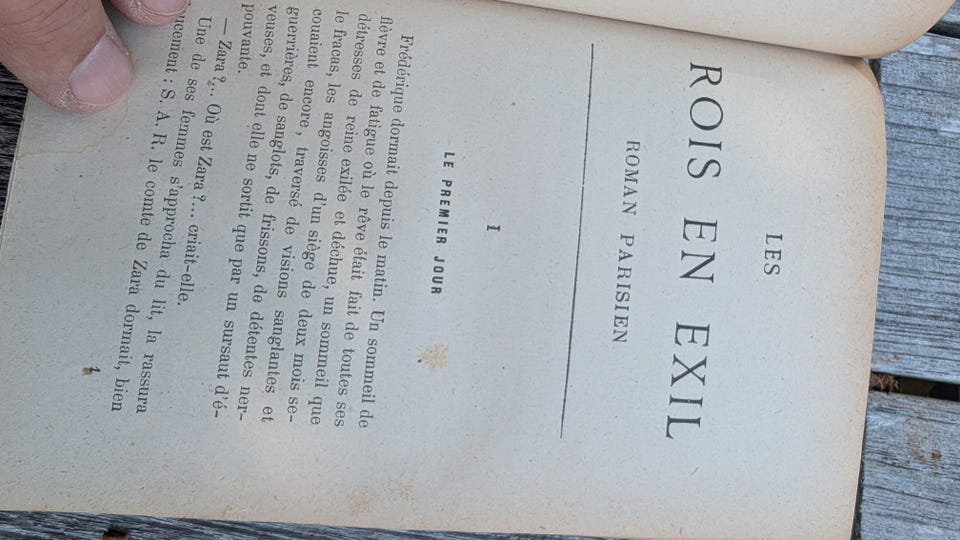 LES
ROIS EN EXIL
ROMAN PARISIEN
I
LE PREMIER JOUR
Frédérique dormait depuis le matin. Un sommeil de
fièvre et de fatigue où le rêve était fait de toutes ses
détresses de reine exilée et déchue, un sommeil que
le fracas, les angoisses d'un siège de deux mois se-
couaient encore, traversé de visions sanglantes et
guerrières, de sanglots, de frissons, de détentes ner-
veuses, et dont elle ne sortit que par un sursaut d'é-
pouvante.
— Zara?... Où est Zara?... criait-elle.
Une de ses femmes s'approcha du lit, la rassura
ucement : S. A. R. le comte de Zara dormait, bien
1